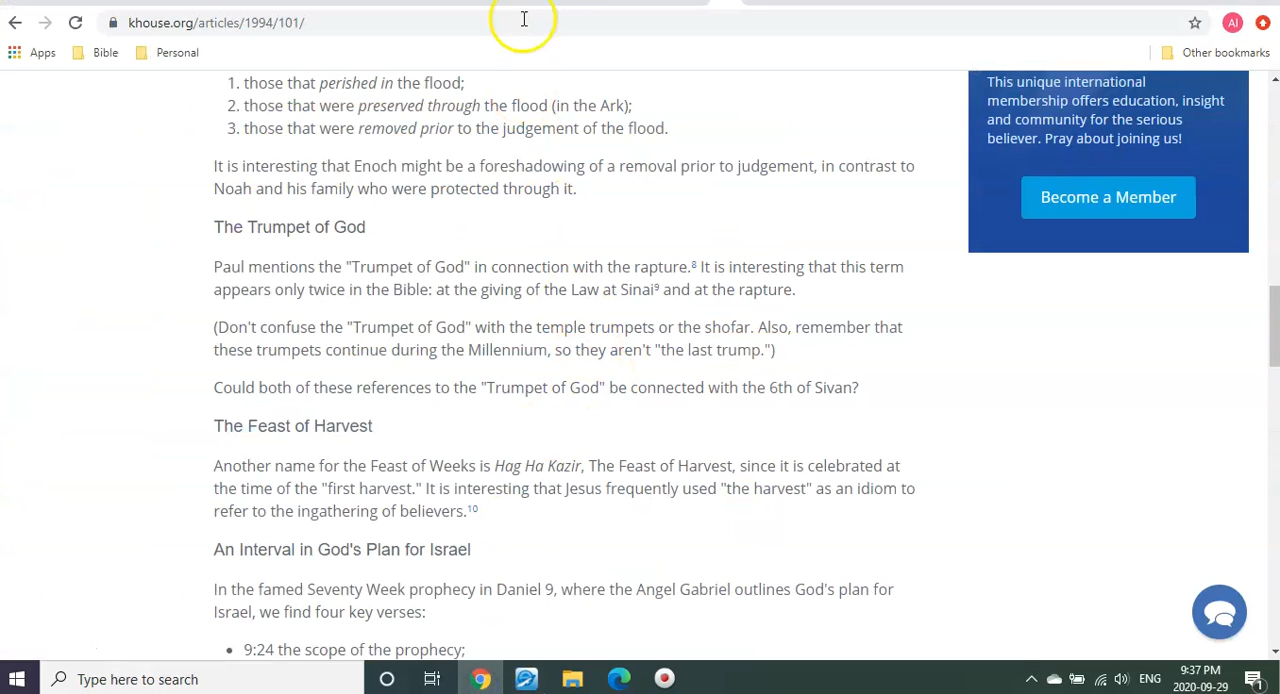 khouse.org/articles/1994/101/
AI
Apps
Bible
Personal
Other bookmarks
1. those that perished in the flood;
2. those that were preserved through the flood (in the Ark);
3. those that were removed prior to the judgement of the flood.
It is interesting that Enoch might be a foreshadowing of a removal prior to judgement, in contrast to
Noah and his family who were protected through it.
The Trumpet of God
Paul mentions the "Trumpet of God" in connection with the rapture.⁸ It is interesting that this term
appears only twice in the Bible: at the giving of the Law at Sinai⁹ and at the rapture.
(Don't confuse the "Trumpet of God" with the temple trumpets or the shofar. Also, remember that
these trumpets continue during the Millennium, so they aren't "the last trump.")
Could both of these references to the "Trumpet of God" be connected with the 6th of Sivan?
The Feast of Harvest
Another name for the Feast of Weeks is Hag Ha Kazir, The Feast of Harvest, since it is celebrated at
the time of the "first harvest." It is interesting that Jesus frequently used "the harvest" as an idiom to
refer to the ingathering of believers.¹⁰
An Interval in God's Plan for Israel
In the famed Seventy Week prophecy in Daniel 9, where the Angel Gabriel outlines God's plan for
Israel, we find four key verses:
• 9:24 the scope of the prophecy;
This unique international
membership offers education, insight
and community for the serious
believer. Pray about joining us!
Become a Member
Type here to search
ENG
9:37 PM
2020-09-29
1